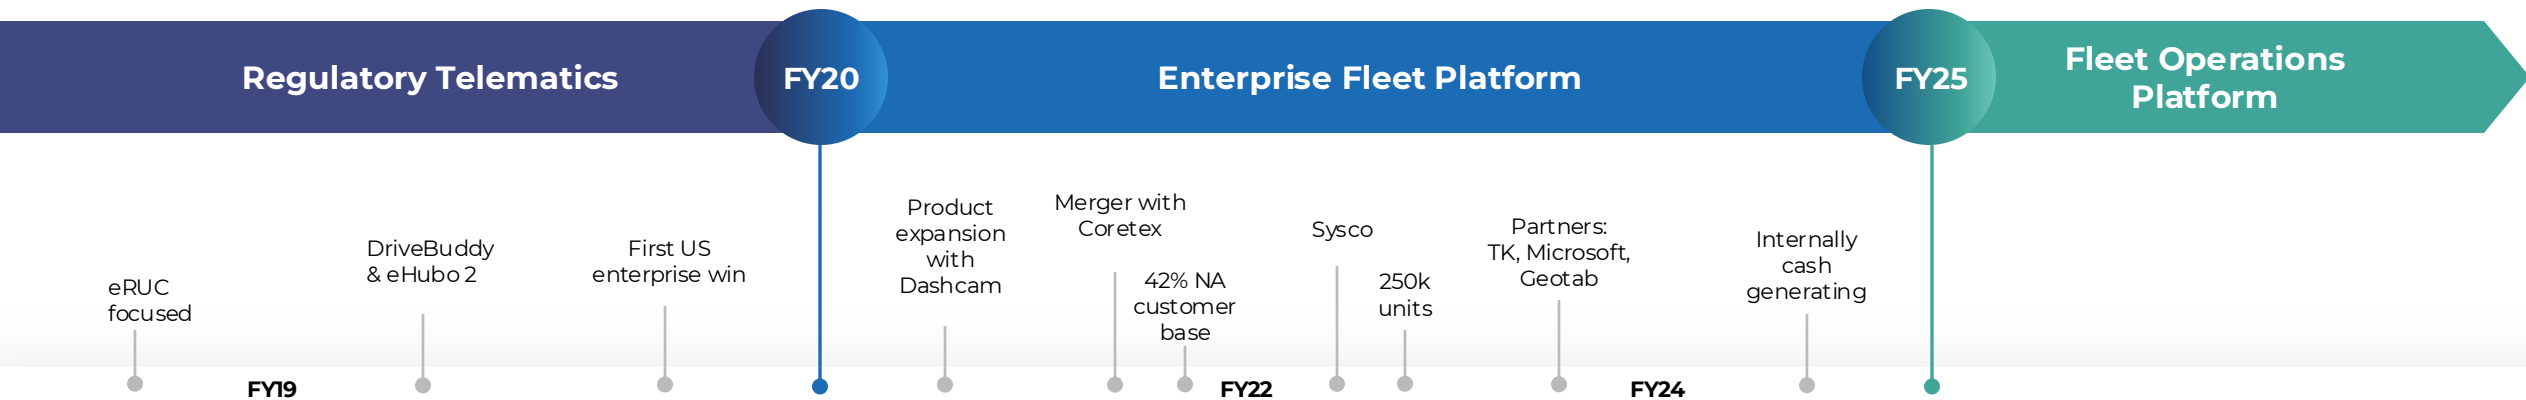 Regulatory Telematics
FY20
Enterprise Fleet Platform
FY25
Fleet Operations
Platform
eRUC
focused
DriveBuddy
& eHubo 2
First US
enterprise win
Product
expansion
with
Dashcam
Merger with
Coretex
42% NA
customer
base
Sysco
250k
units
Partners:
TK, Microsoft,
Geotab
Internally
cash
generating
FY19
FY22
FY24